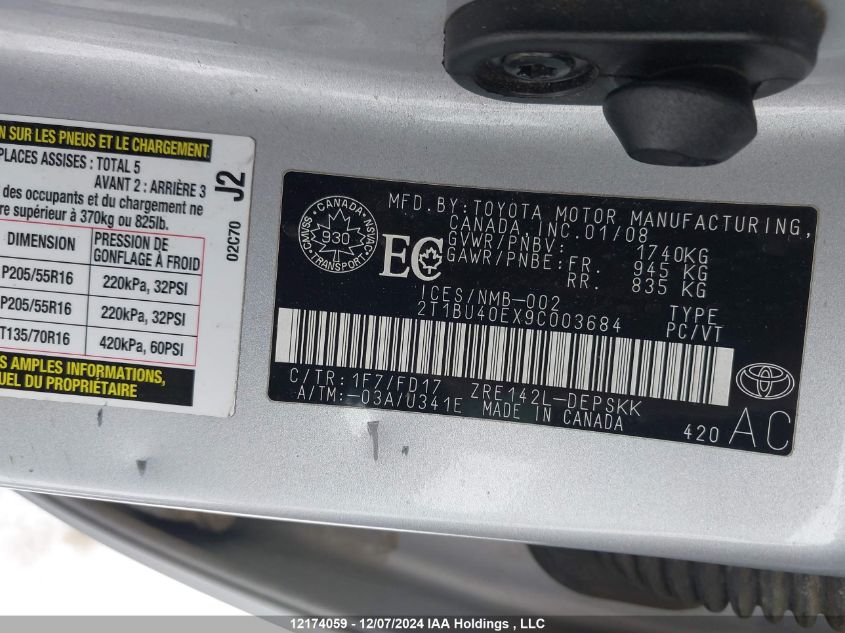 N SUR LES PNEUS ET LE CHARGEMENT
PLACES ASSISES : TOTAL 5
AVANT 2 : ARRIÈRE 3
des occupants et du chargement ne
re supérieur à 370kg ou 825lb.
DIMENSION
PRESSION DE
GONFLAGE À FROID
P205/55R16
220kPa, 32PSI
P205/55R16
220kPa, 32PSI
T135/70R16
420kPa, 60PSI
S AMPLES INFORMATIONS,
UEL DU PROPRIÉTAIRE
J2
02C70
CANADA
CMVSS
NSVAC
930
TRANSPORT
EC
MFD.BY:TOYOTA MOTOR MANUFACTURING,
CANADA,INC.01/08
GVWR/PNBV: 1740KG
GAWR/PNBE:FR. 945 KG
RR. 835 KG
ICES/NMB-002
2T1BU40EX9C003684
TYPE
PC/VT
C/TR:1F7/FD17 ZRE142L-DEPSKK
A/TM:-03A/U341E MADE IN CANADA
420 AC
12174059 - 12/07/2024 IAA Holdings , LLC